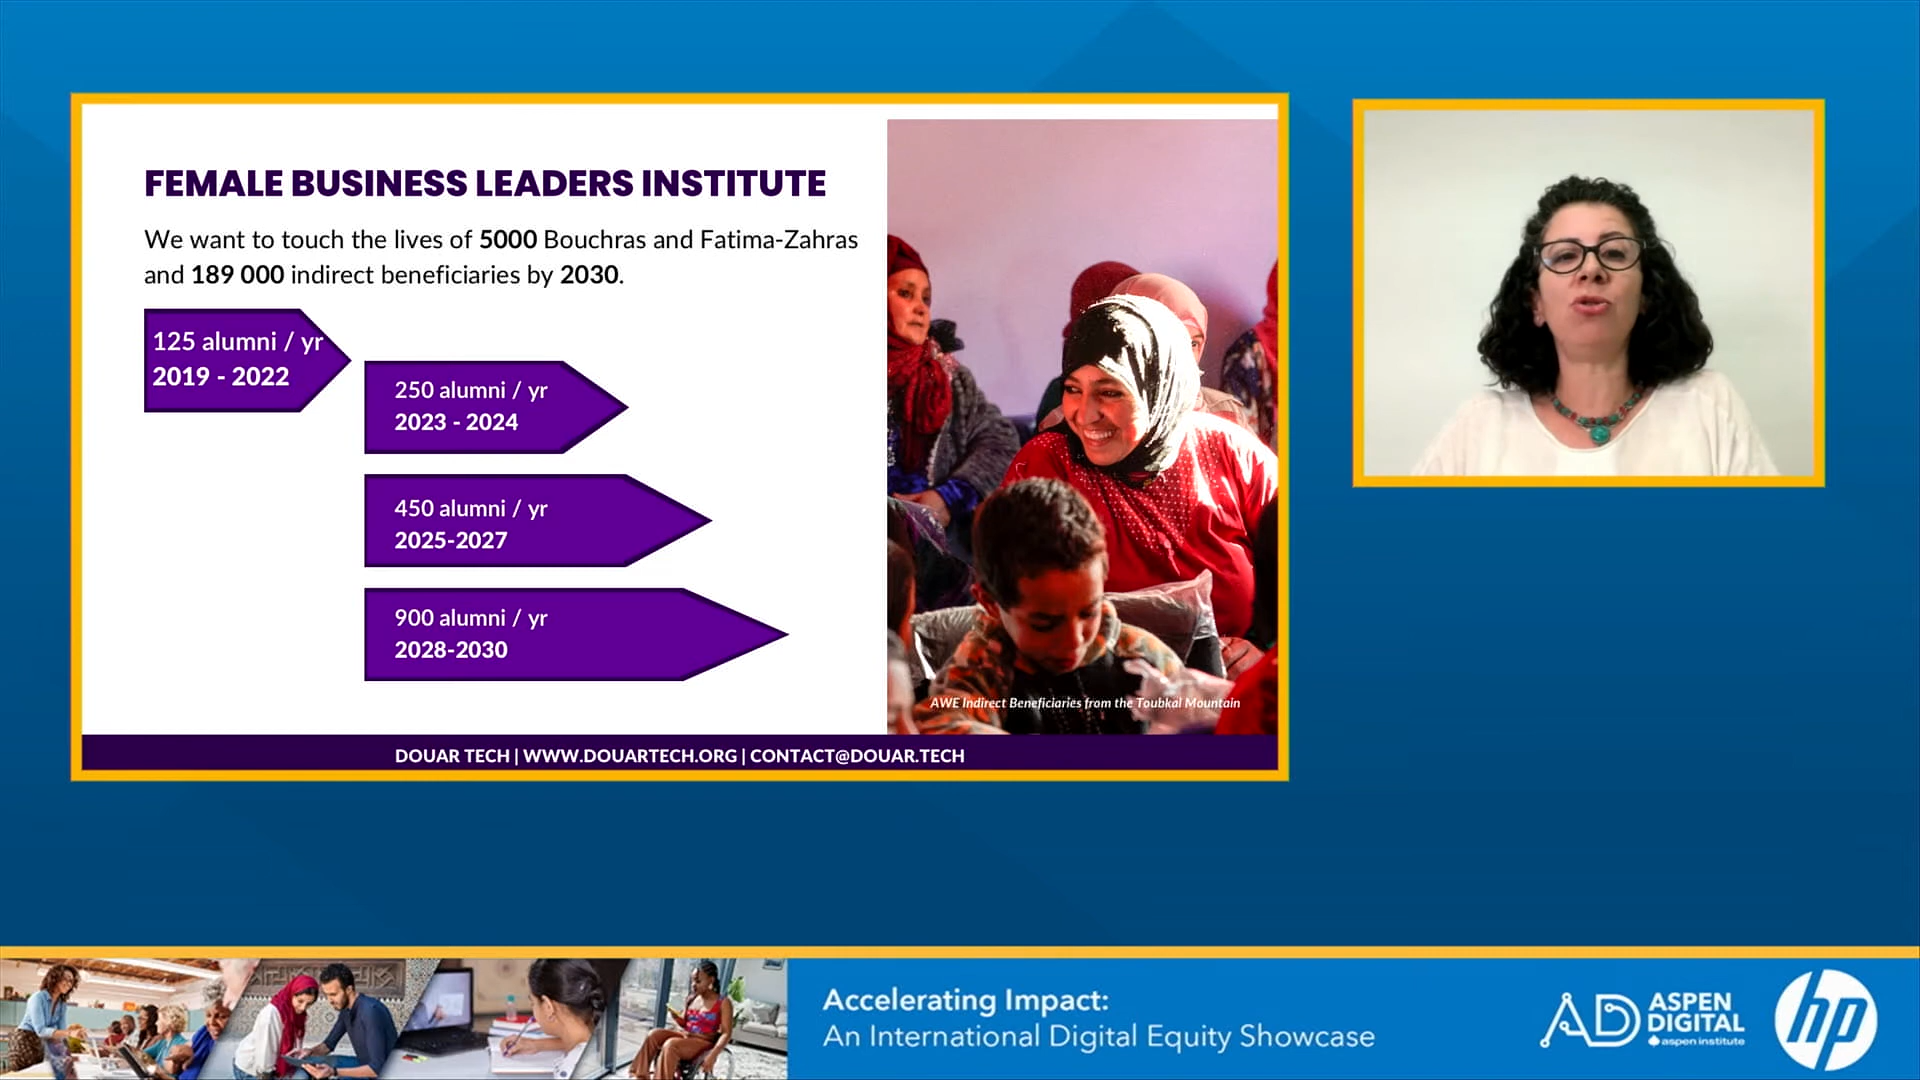 FEMALE BUSINESS LEADERS INSTITUTE
We want to touch the lives of 5000 Bouchras and Fatima-Zahras
and 189 000 indirect beneficiaries by 2030.
125 alumni / yr
2019 - 2022
250 alumni / yr
2023 - 2024
450 alumni / yr
2025-2027
900 alumni / yr
2028-2030
AWE Indirect Beneficiaries from the Toubkal Mountain
DOUAR TECH | WWW.DOUARTECH.ORG | CONTACT@DOUAR.TECH
Accelerating Impact:
An International Digital Equity Showcase
AD
ASPEN
DIGITAL
aspen institute
hp